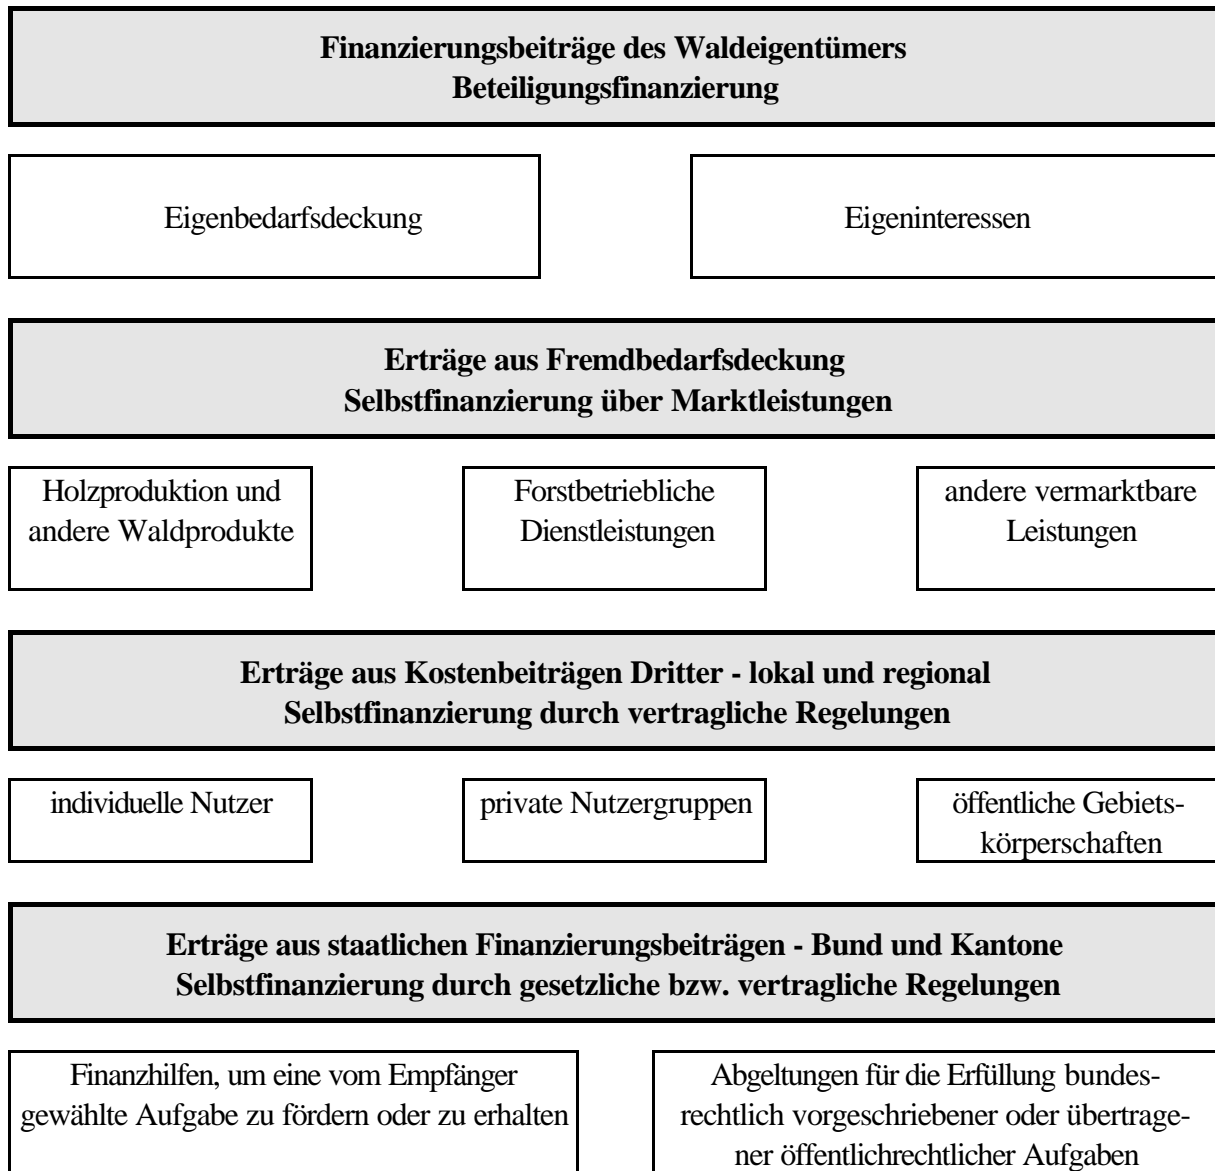 Finanzierungsbeiträge des Waldeigentümers
Beteiligungsfinanzierung
Eigenbedarfsdeckung
Eigeninteressen
Erträge aus Fremdbedarfsdeckung
Selbstfinanzierung über Marktleistungen
Holzproduktion und
andere Waldprodukte
Forstbetriebliche
Dienstleistungen
andere vermarktbare
Leistungen
Erträge aus Kostenbeiträgen Dritter - lokal und regional
Selbstfinanzierung durch vertragliche Regelungen
individuelle Nutzer
private Nutzergruppen
öffentliche Gebiets-
körperschaften
Erträge aus staatlichen Finanzierungsbeiträgen - Bund und Kantone
Selbstfinanzierung durch gesetzliche bzw. vertragliche Regelungen
Finanzhilfen, um eine vom Empfänger
gewählte Aufgabe zu fördern oder zu erhalten
Abgeltungen für die Erfüllung bundes-
rechtlich vorgeschriebener oder übertrage-
ner öffentlichrechtlicher Aufgaben